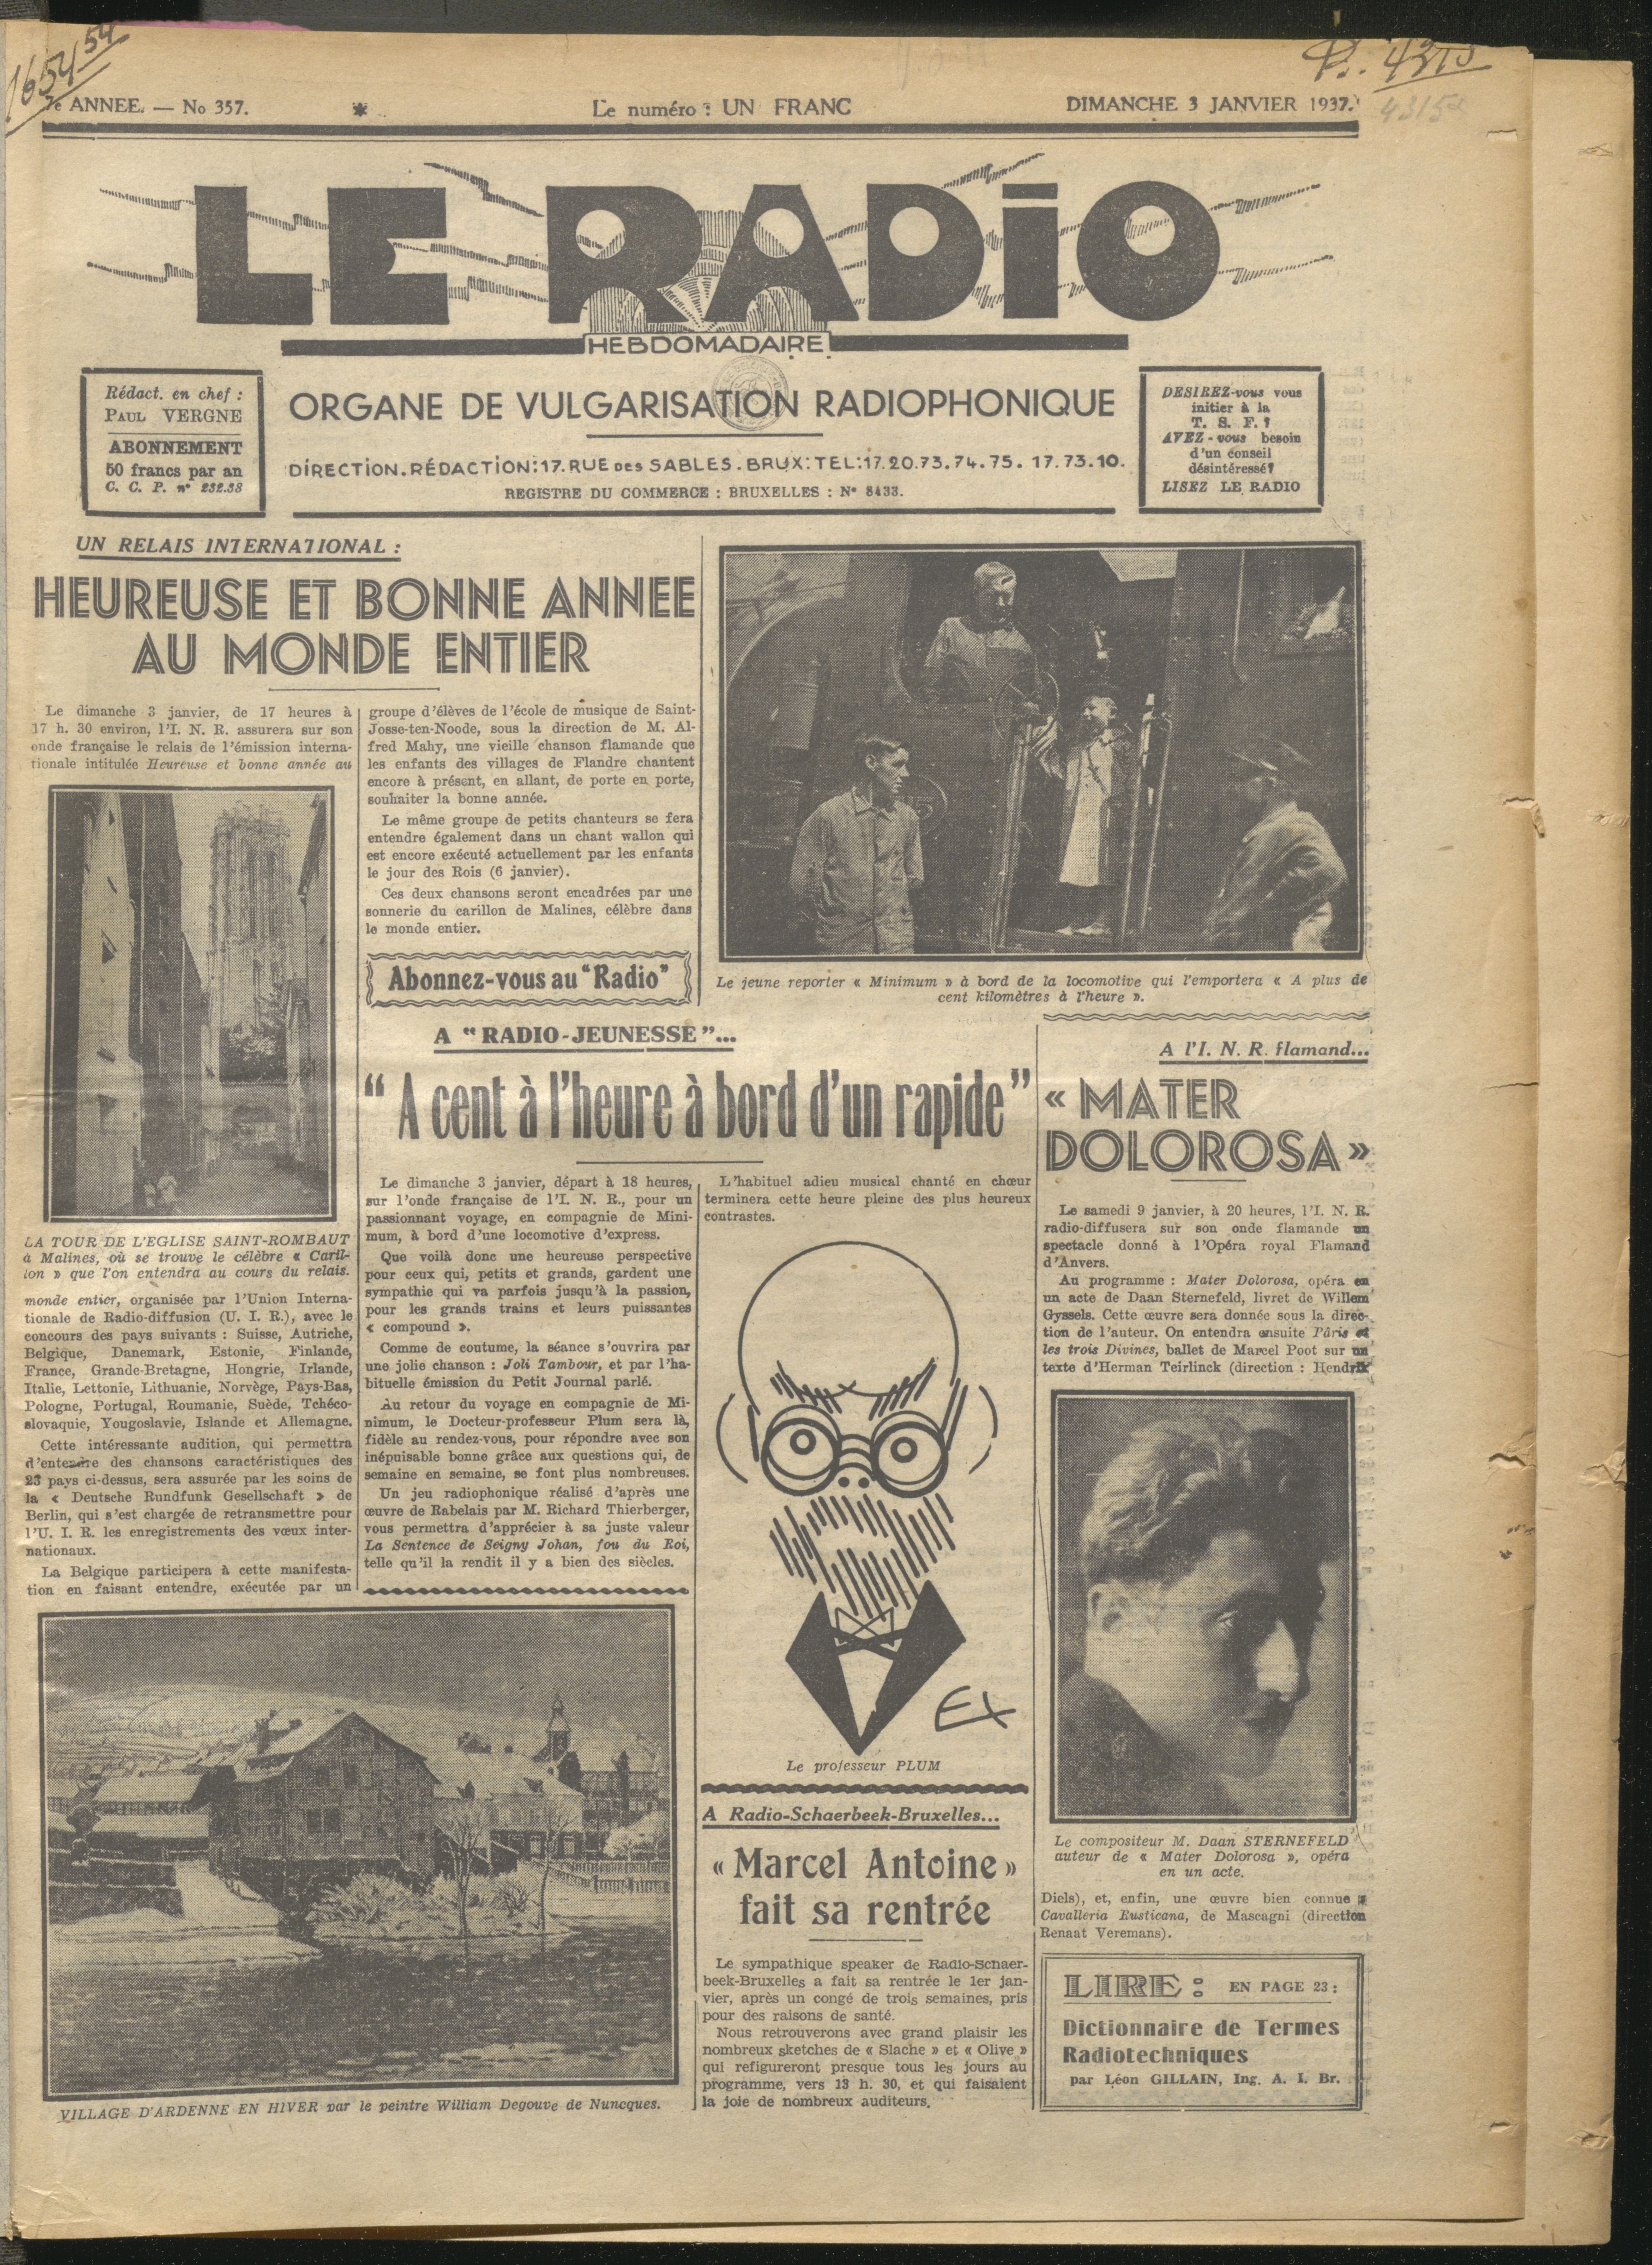 7e ANNEE. — No 357.
Le numéro : UN FRANC
DIMANCHE 3 JANVIER 1937.
LE RADIO
HEBDOMADAIRE
Rédact. en chef :
PAUL VERGNE
ABONNEMENT
50 francs par an
C. C. P. n° 232.38
ORGANE DE VULGARISATION RADIOPHONIQUE
DIRECTION. RÉDACTION: 17. RUE DES SABLES. BRUX: TEL: 17.20.73.74.75. 17.73.10.
REGISTRE DU COMMERCE : BRUXELLES : N° 8433.
DESIREZ-vous vous
initier à la
T. S. F. ?
AVEZ-vous besoin
d'un conseil
désintéressé?
LISEZ LE RADIO
UN RELAIS INTERNATIONAL :
HEUREUSE ET BONNE ANNEE
AU MONDE ENTIER
Le dimanche 3 janvier, de 17 heures à
17 h. 30 environ, l'I. N. R. assurera sur son
onde française le relais de l'émission interna-
tionale intitulée Heureuse et bonne année au
LA TOUR DE L'EGLISE SAINT-ROMBAUT
à Malines, où se trouve le célèbre « Caril-
lon » que l'on entendra au cours du relais.
monde entier, organisée par l'Union Interna-
tionale de Radio-diffusion (U. I. R.), avec le
concours des pays suivants : Suisse, Autriche,
Belgique, Danemark, Estonie, Finlande,
France, Grande-Bretagne, Hongrie, Irlande,
Italie, Lettonie, Lithuanie, Norvège, Pays-Bas,
Pologne, Portugal, Roumanie, Suède, Tchéco-
slovaquie, Yougoslavie, Islande et Allemagne.
Cette intéressante audition, qui permettra
d'entendre des chansons caractéristiques des
23 pays ci-dessus, sera assurée par les soins de
la « Deutsche Rundfunk Gesellschaft » de
Berlin, qui s'est chargée de retransmettre pour
l'U. I. R. les enregistrements des vœux inter-
nationaux.
La Belgique participera à cette manifesta-
tion en faisant entendre, exécutée par un
groupe d'élèves de l'école de musique de Saint-
Josse-ten-Noode, sous la direction de M. Al-
fred Mahy, une vieille chanson flamande que
les enfants des villages de Flandre chantent
encore à présent, en allant, de porte en porte,
souhaiter la bonne année.
Le même groupe de petits chanteurs se fera
entendre également dans un chant wallon qui
est encore exécuté actuellement par les enfants
le jour des Rois (6 janvier).
Ces deux chansons seront encadrées par une
sonnerie du carillon de Malines, célèbre dans
le monde entier.
Abonnez-vous au "Radio"
Le jeune reporter « Minimum » à bord de la locomotive qui l'emportera « A plus de
cent kilomètres à l'heure ».
A "RADIO-JEUNESSE"...
"A cent à l'heure à bord d'un rapide"
Le dimanche 3 janvier, départ à 18 heures,
sur l'onde française de l'I. N. R., pour un
passionnant voyage, en compagnie de Mini-
mum, à bord d'une locomotive d'express.
Que voilà donc une heureuse perspective
pour ceux qui, petits et grands, gardent une
sympathie qui va parfois jusqu'à la passion,
pour les grands trains et leurs puissantes
« compound ».
Comme de coutume, la séance s'ouvrira par
une jolie chanson : Joli Tambour, et par l'ha-
bituelle émission du Petit Journal parlé.
Au retour du voyage en compagnie de Mi-
nimum, le Docteur-professeur Plum sera là,
fidèle au rendez-vous, pour répondre avec son
inépuisable bonne grâce aux questions qui, de
semaine en semaine, se font plus nombreuses.
Un jeu radiophonique réalisé d'après une
œuvre de Rabelais par M. Richard Thierberger,
vous permettra d'apprécier à sa juste valeur
La Sentence de Seigny Johan, fou du Roi,
telle qu'il la rendit il y a bien des siècles.
L'habituel adieu musical chanté en chœur
terminera cette heure pleine des plus heureux
contrastes.
EX
Le professeur PLUM
VILLAGE D'ARDENNE EN HIVER par le peintre William Degouve de Nuncques.
A Radio-Schaerbeek-Bruxelles...
« Marcel Antoine »
fait sa rentrée
Le sympathique speaker de Radio-Schaer-
beek-Bruxelles a fait sa rentrée le 1er jan-
vier, après un congé de trois semaines, pris
pour des raisons de santé.
Nous retrouverons avec grand plaisir les
nombreux sketches de « Slache » et « Olive »
qui refigureront presque tous les jours au
programme, vers 13 h. 30, et qui faisaient
la joie de nombreux auditeurs.
A l'I. N. R. flamand...
« MATER
DOLOROSA »
Le samedi 9 janvier, à 20 heures, l'I. N. R.
radio-diffusera sur son onde flamande un
spectacle donné à l'Opéra royal Flamand
d'Anvers.
Au programme : Mater Dolorosa, opéra en
un acte de Daan Sternefeld, livret de Willem
Gyssels. Cette œuvre sera donnée sous la direc-
tion de l'auteur. On entendra ensuite Pâris et
les trois Divines, ballet de Marcel Poot sur un
texte d'Herman Teirlinck (direction : Hendrik
Le compositeur M. Daan STERNEFELD
auteur de « Mater Dolorosa », opéra
en un acte.
Diels), et, enfin, une œuvre bien connue :
Cavalleria Rusticana, de Mascagni (direction
Renaat Veremans).
LIRE : EN PAGE 23 :
Dictionnaire de Termes
Radiotechniques
par Léon GILLAIN, Ing. A. I. Br.